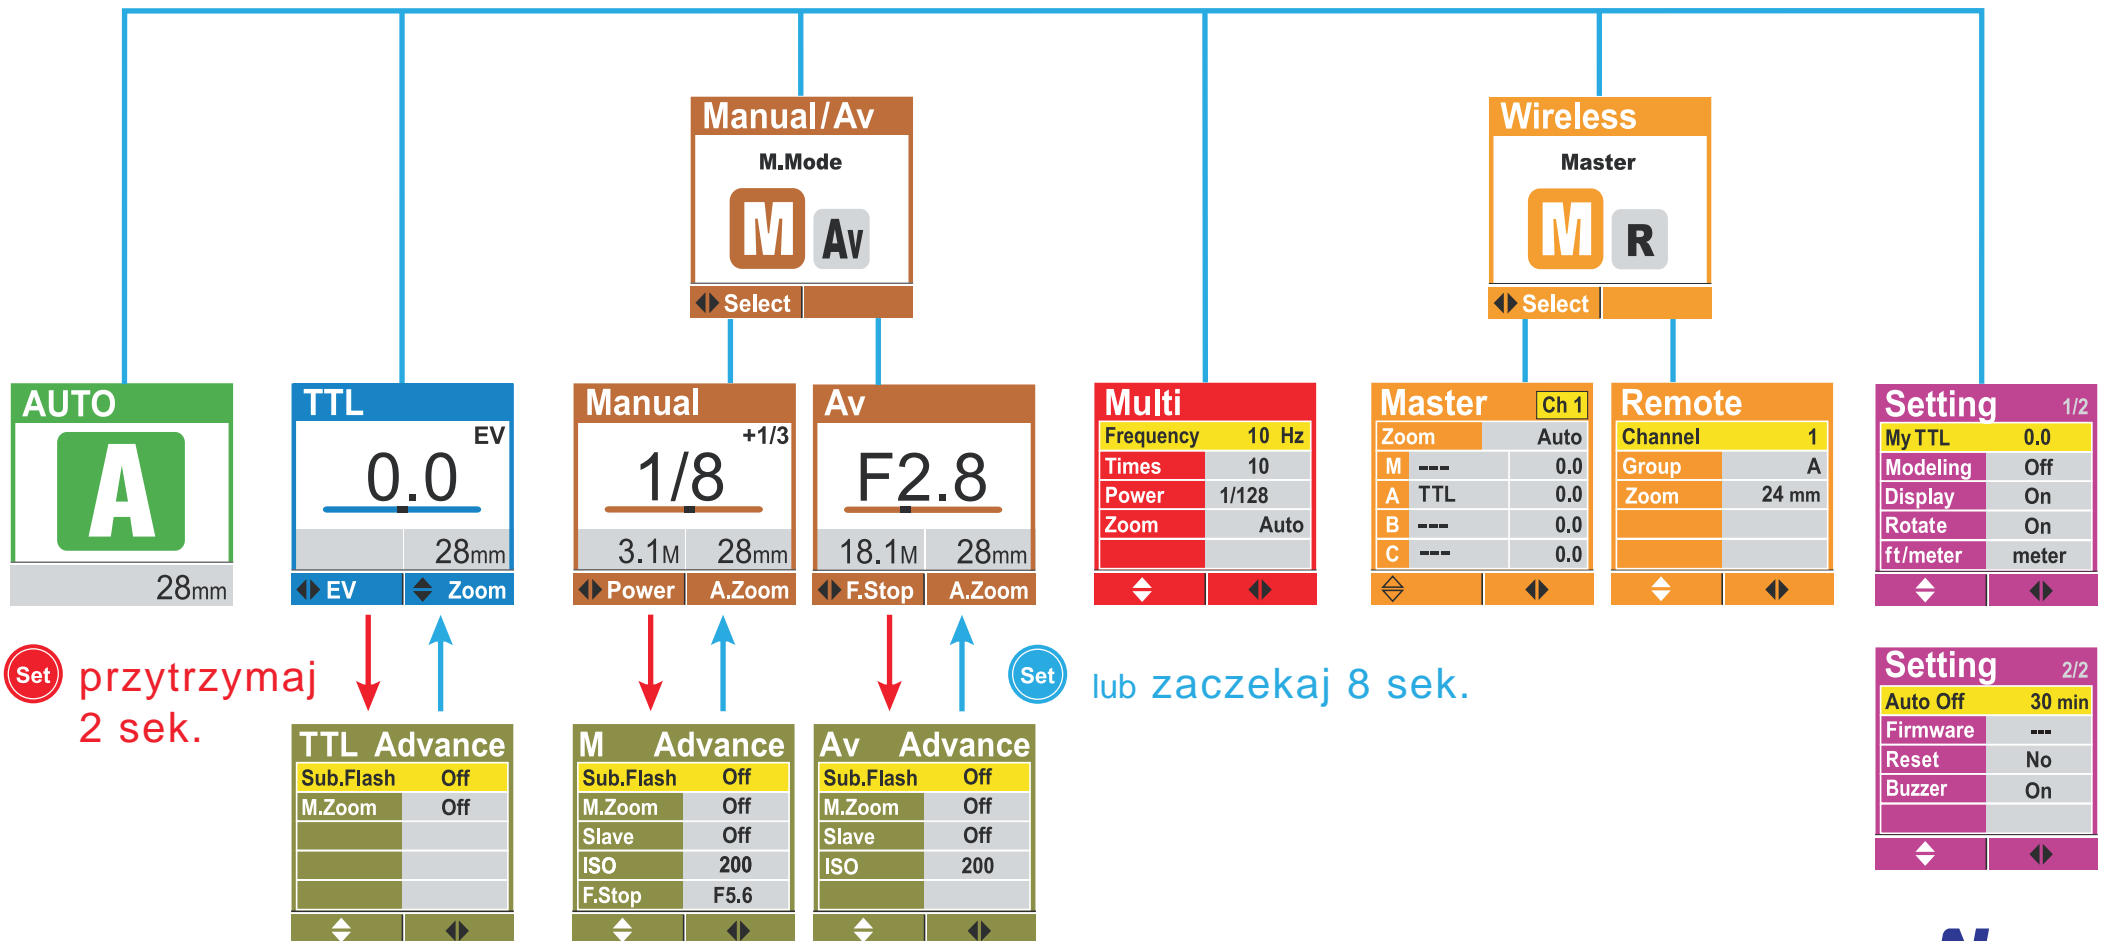 Manual/Av
M.Mode
M Av
Select
Wireless
Master
M R
Select
AUTO
A
28mm
TTL
EV
0.0
28mm
EV Zoom
Manual
+1/3
1/8
3.1M 28mm
Power A.Zoom
Av
F2.8
18.1M 28mm
F.Stop A.Zoom
Multi
Frequency 10 Hz
Times 10
Power 1/128
Zoom Auto
Master Ch 1
Zoom Auto
M --- 0.0
A TTL 0.0
B --- 0.0
C --- 0.0
Remote
Channel 1
Group A
Zoom 24 mm
Setting 1/2
My TTL 0.0
Modeling Off
Display On
Rotate On
ft/meter meter
Set przytrzymaj
2 sek.
Set lub zaczekaj 8 sek.
Setting 2/2
Auto Off 30 min
Firmware ---
Reset No
Buzzer On
TTL Advance
Sub.Flash Off
M.Zoom Off
M Advance
Sub.Flash Off
M.Zoom Off
Slave Off
ISO 200
F.Stop F5.6
Av Advance
Sub.Flash Off
M.Zoom Off
Slave Off
ISO 200